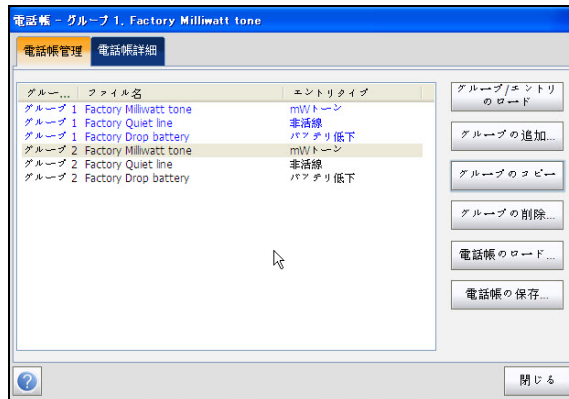 電話帳 - グループ 1, Factory Milliwatt tone
電話帳管理 電話帳詳細
グルー... ファイル名 エントリタイプ
グループ 1 Factory Milliwatt tone mWトーン
グループ 1 Factory Quiet line 非活線
グループ 1 Factory Drop battery バッテリ低下
グループ 2 Factory Milliwatt tone mWトーン
グループ 2 Factory Quiet line 非活線
グループ 2 Factory Drop battery バッテリ低下
グループ/エントリ
のロード
グループの追加...
グループのコピー
グループの削除...
電話帳のロード...
電話帳の保存...
?
閉じる